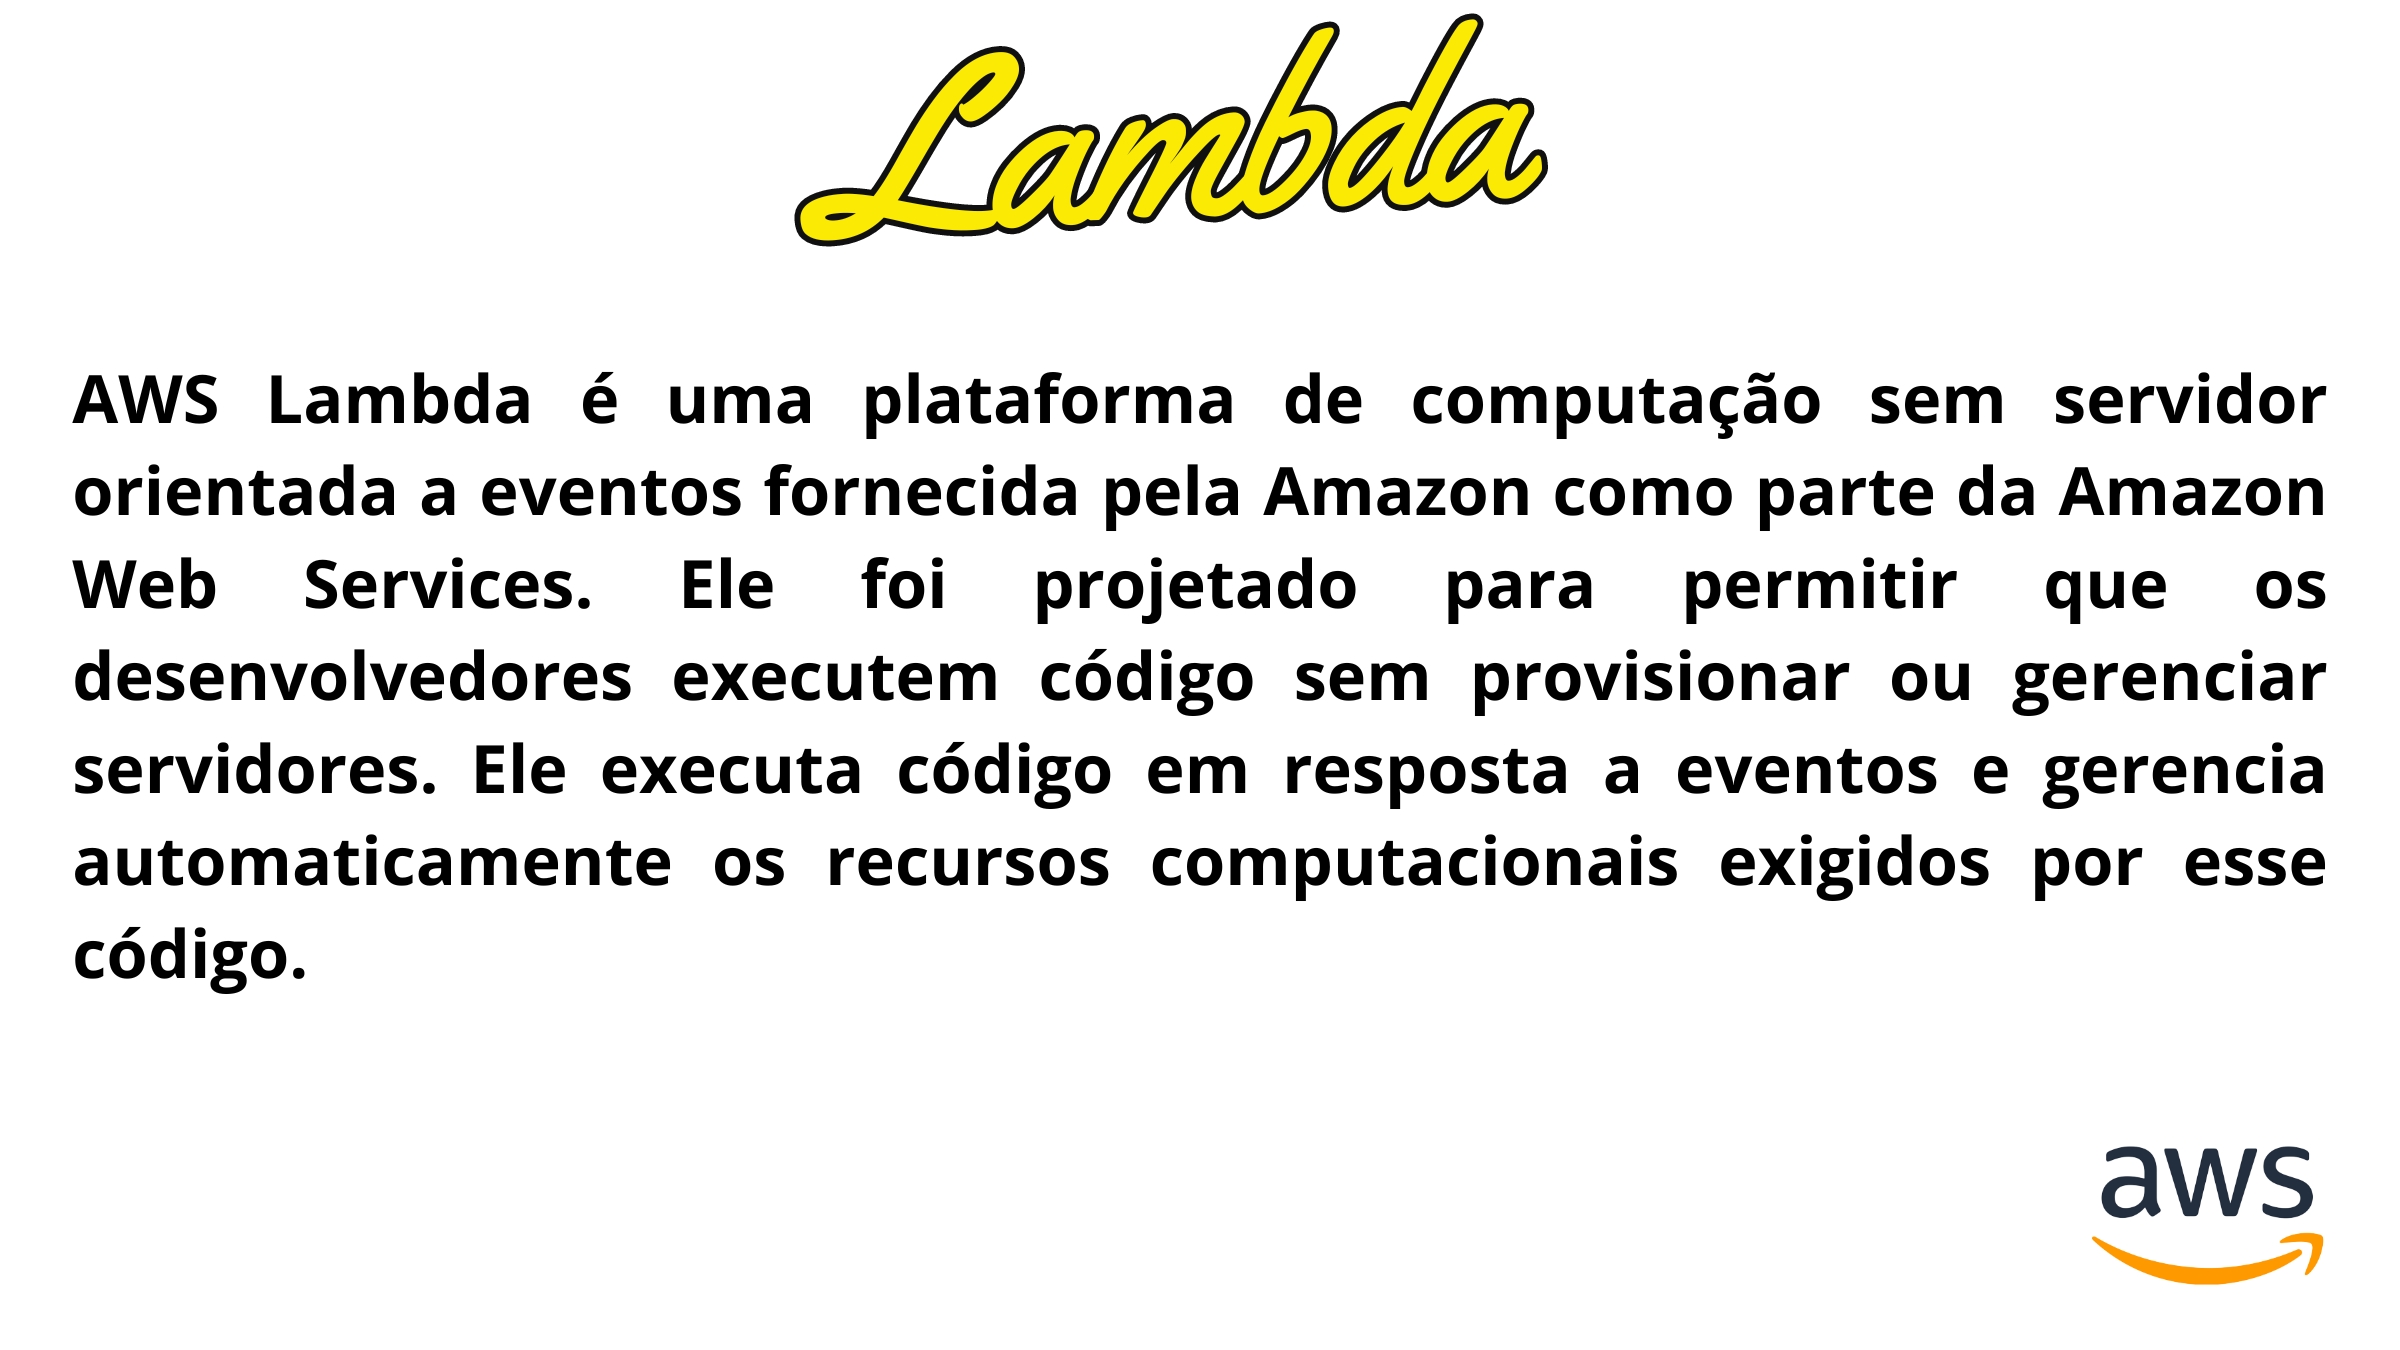 Lambda
AWS Lambda é uma plataforma de computação sem servidor
orientada a eventos fornecida pela Amazon como parte da Amazon
Web Services. Ele foi projetado para permitir que os
desenvolvedores executem código sem provisionar ou gerenciar
servidores. Ele executa código em resposta a eventos e gerencia
automaticamente os recursos computacionais exigidos por esse
código.
aws